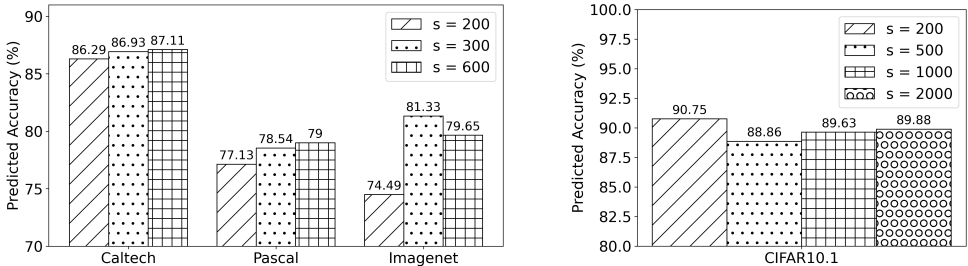 Predicted Accuracy (%)
90
85
80
75
70
86.29
86.93
87.11
77.13
78.54
79
74.49
81.33
79.65
s = 200
s = 300
s = 600
Caltech
Pascal
Imagenet
Predicted Accuracy (%)
100.0
97.5
95.0
92.5
90.0
87.5
85.0
82.5
80.0
90.75
88.86
89.63
89.88
s = 200
s = 500
s = 1000
s = 2000
CIFAR10.1